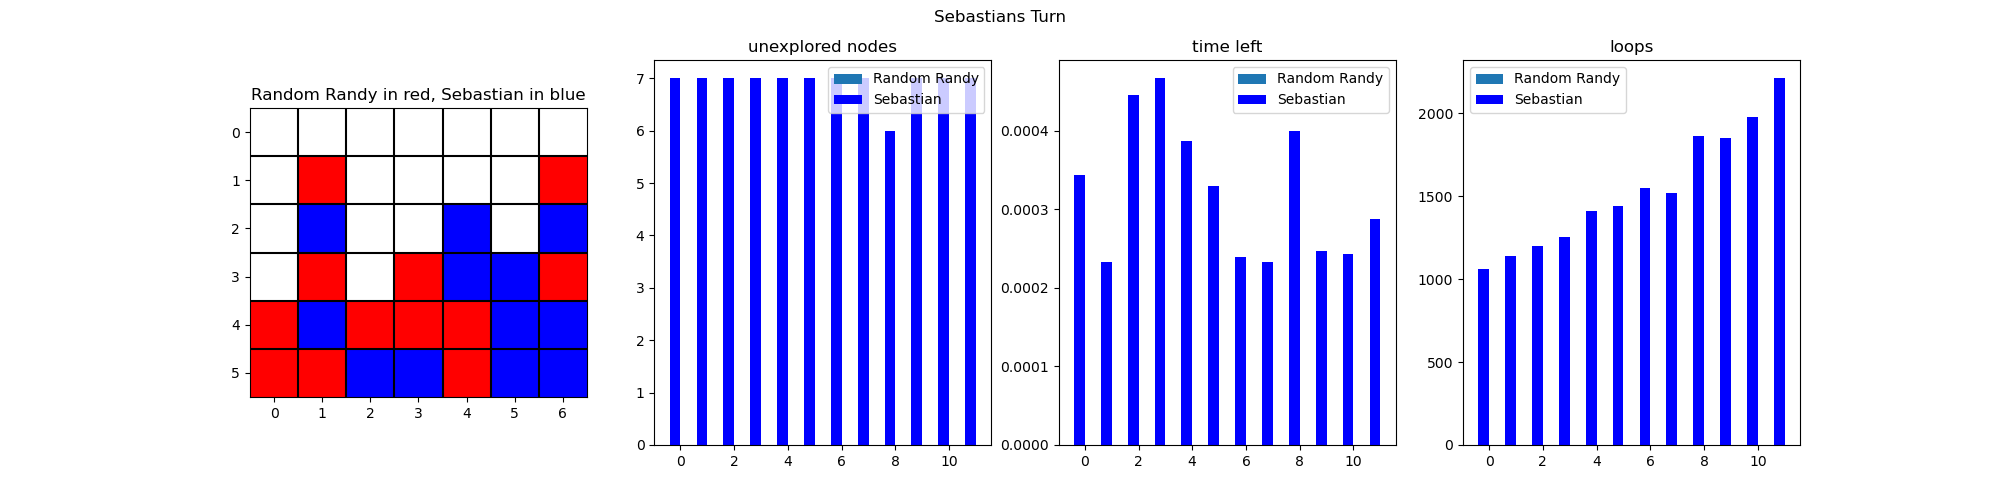 Sebastians Turn
Random Randy in red, Sebastian in blue
0
1
2
3
4
5
0 1 2 3 4 5 6
unexplored nodes
Random Randy
Sebastian
7
6
5
4
3
2
1
0
0 2 4 6 8 10
time left
Random Randy
Sebastian
0.0004
0.0003
0.0002
0.0001
0.0000
0 2 4 6 8 10
loops
Random Randy
Sebastian
2000
1500
1000
500
0
0 2 4 6 8 10